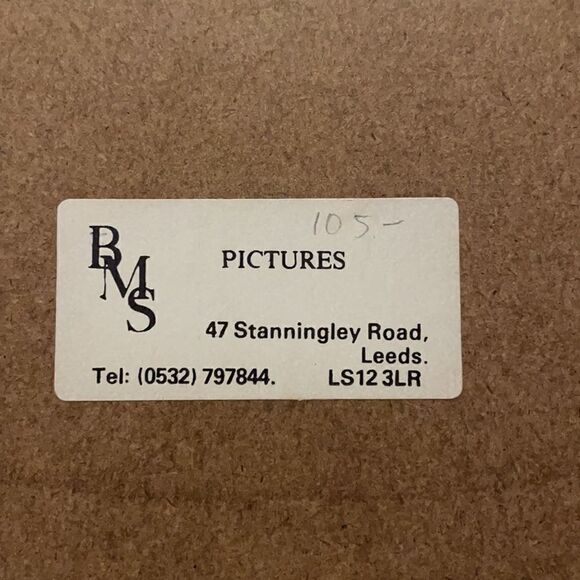 105.-
BMS
PICTURES
47 Stanningley Road,
Leeds.
Tel: (0532) 797844. LS12 3LR